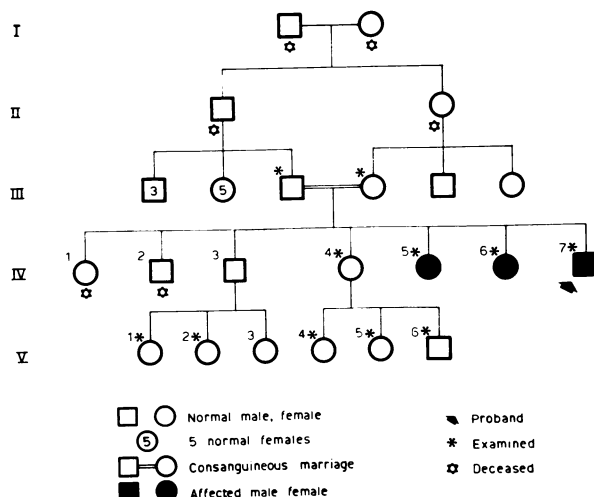 I
II
III
3
5
*
*
IV
1
2
3
4*
5*
6*
7*
V
1*
2*
3
4*
5*
6*
Normal male, female
5
5 normal females
Consanguineous marriage
Affected male female
Proband
* Examined
Deceased